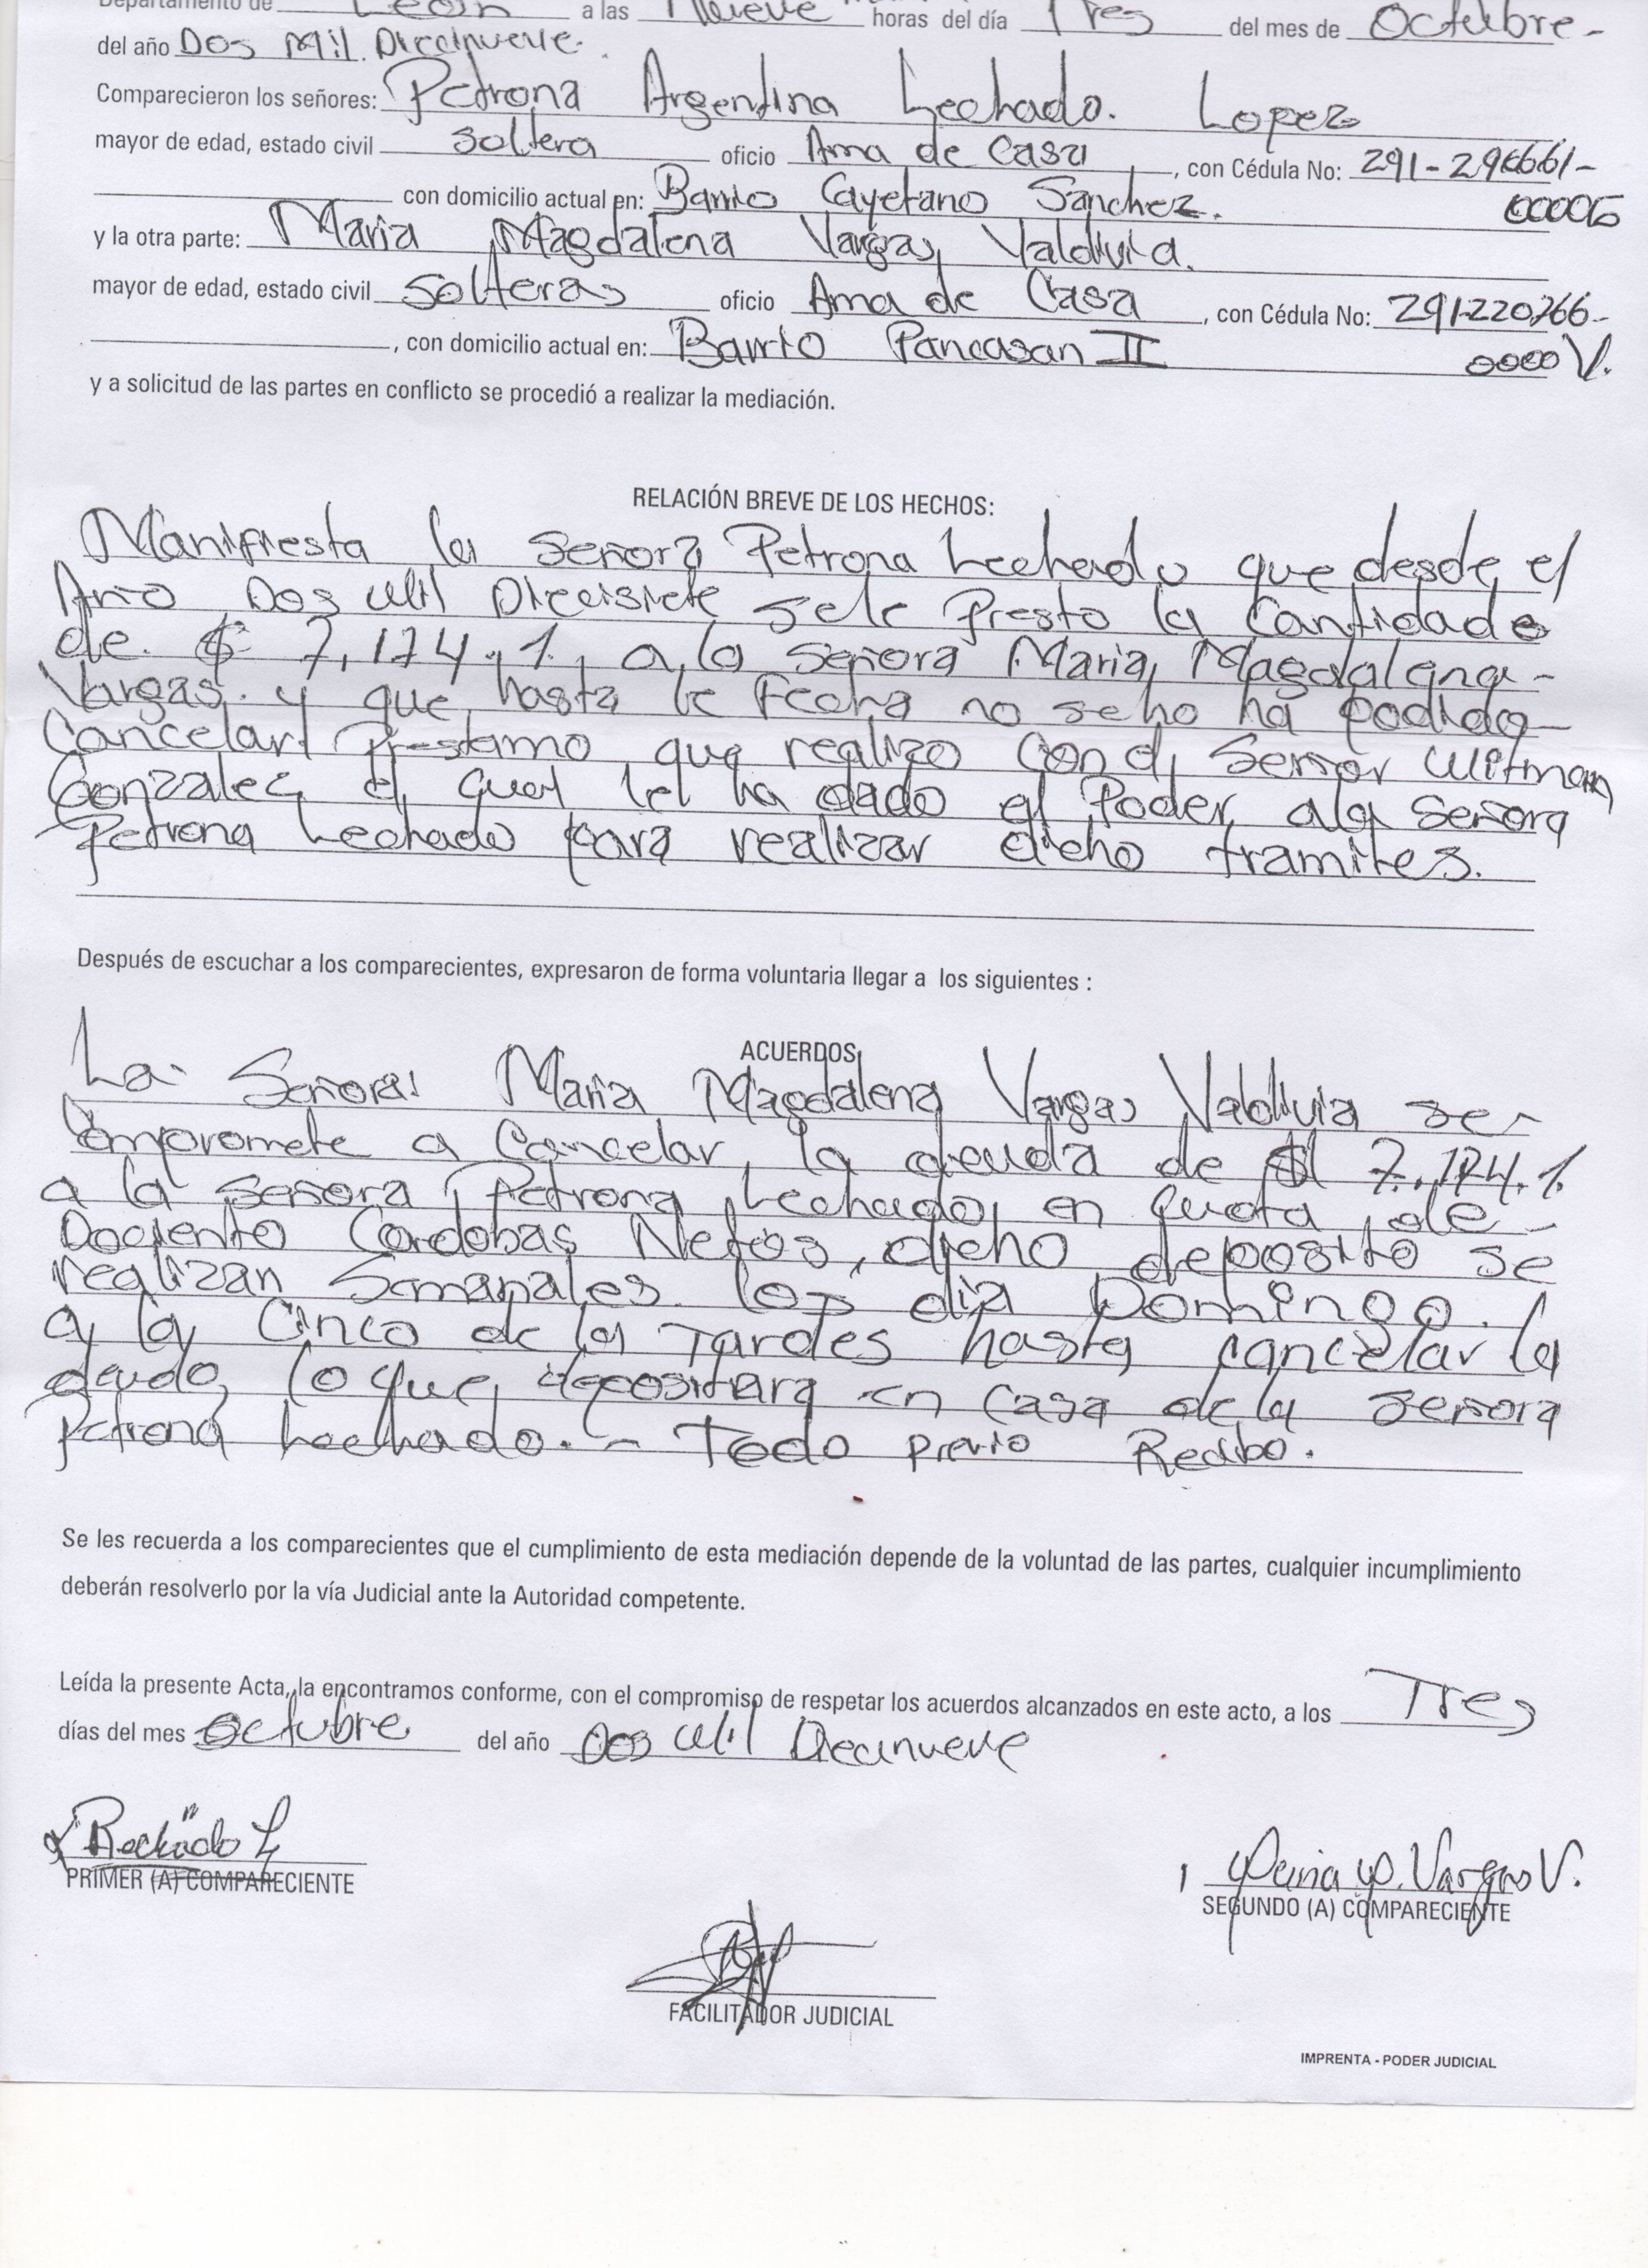 Departamento de León a las Nueve horas del día Tres del mes de Octubre-
del año Dos Mil Diecinueve.
Comparecieron los señores: Petrona Argentina Lechado. Lopez
mayor de edad, estado civil soltera oficio Ama de Casa, con Cédula No: 291-290661-
0000G
con domicilio actual en: Barrio Cayetano Sanchez.
y la otra parte: Maria Magdalena Vargas Valdivia.
mayor de edad, estado civil solteras oficio Ama de Casa, con Cédula No: 291220766-
0000V.
, con domicilio actual en: Barrio Pancasan II
y a solicitud de las partes en conflicto se procedió a realizar la mediación.
RELACIÓN BREVE DE LOS HECHOS:
Manifiesta la señora Petrona Lechado que desde el
Año Dos Mil Diecisiete sele Presto la Cantidade
de. $ 7,174.1. a la señora Maria Magdalena-
Vargas. y que hasta la Fecha no se ho ha podido-
Cancelar Prestamo que realizo con el Señor Wilman
Gonzalez el qual lel ha dado el Poder ala señora
Petrona Lechado para realizar dicho tramites.
Después de escuchar a los comparecientes, expresaron de forma voluntaria llegar a los siguientes :
ACUERDOS
La. Señora: Maria Magdalena Vargas Valdivia se-
Compromete a Cancelar, la deuda de $ 7.174.1.
a la señora Petrona Lechado, en Cuota, de-
Dociento Cordobas Netos, dicho deposito se
realizan Semanales los dia Domingo.
a la Cinco de la Tardes hasta cancelar la
deuda, lo que depositara en Casa de la señora
Petrona Lechado.- Todo previo Recibo.
Se les recuerda a los comparecientes que el cumplimiento de esta mediación depende de la voluntad de las partes, cualquier incumplimiento
deberán resolverlo por la vía Judicial ante la Autoridad competente.
Leída la presente Acta, la encontramos conforme, con el compromiso de respetar los acuerdos alcanzados en este acto, a los Tres
días del mes Octubre del año Dos Mil Diecinueve
Rechado L
PRIMER (A) COMPARECIENTE
Maria M. Vargas V.
SEGUNDO (A) COMPARECIENTE
FACILITADOR JUDICIAL
IMPRENTA - PODER JUDICIAL